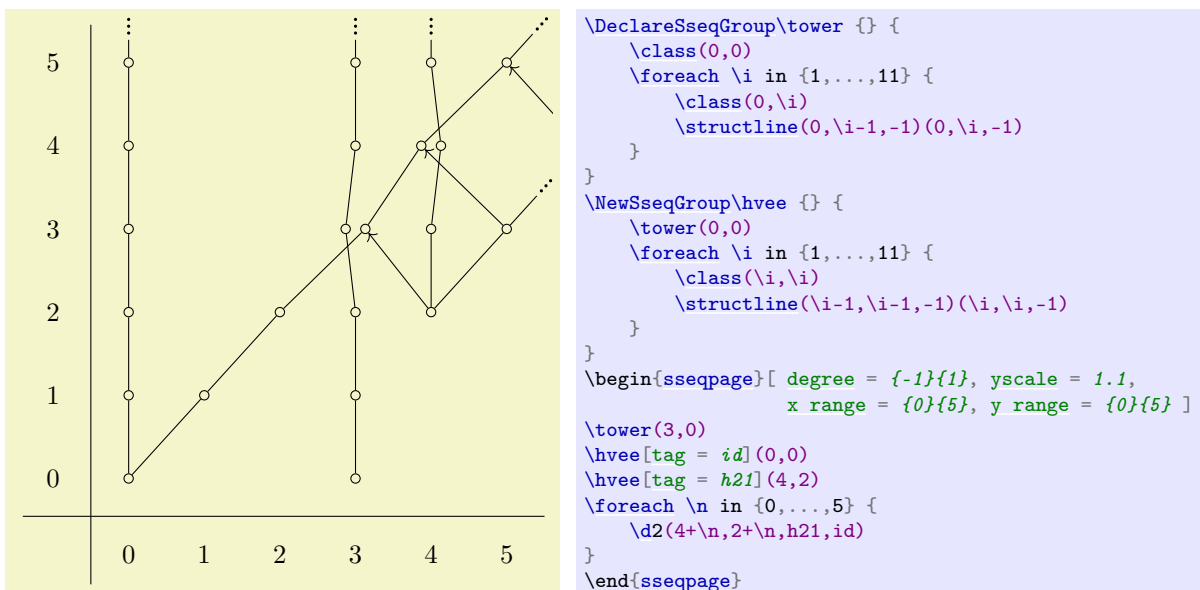 5
4
3
2
1
0
0 1 2 3 4 5
\DeclareSseqGroup\tower {} {
    \class(0,0)
    \foreach \i in {1,...,11} {
        \class(0,\i)
        \structline(0,\i-1,-1)(0,\i,-1)
    }
}
\NewSseqGroup\hvee {} {
    \tower(0,0)
    \foreach \i in {1,...,11} {
        \class(\i,\i)
        \structline(\i-1,\i-1,-1)(\i,\i,-1)
    }
}
\begin{sseqpage}[ degree = {-1}{1}, yscale = 1.1,
                  x range = {0}{5}, y range = {0}{5} ]
\tower(3,0)
\hvee[tag = id](0,0)
\hvee[tag = h21](4,2)
\foreach \n in {0,...,5} {
    \d2(4+\n,2+\n,h21,id)
}
\end{sseqpage}